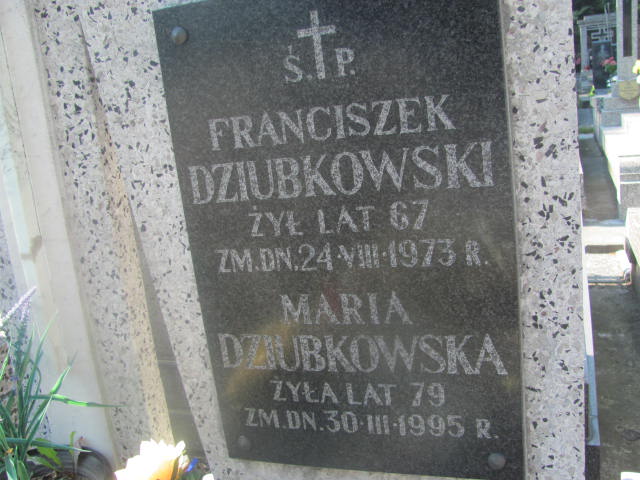 Ś.P.
FRANCISZEK
DZIUBKOWSKI
ŻYŁ LAT 67
ZM.DN.24·VIII·1973 R.
MARIA
DZIUBKOWSKA
ŻYŁA LAT 79
ZM.DN.30·III·1995 R.